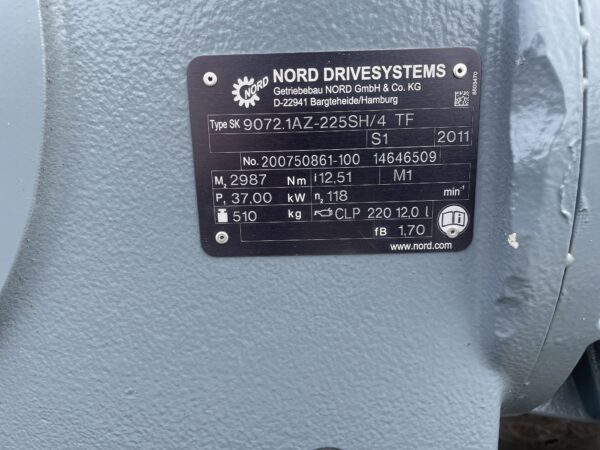 NORD
NORD DRIVESYSTEMS
Getriebebau NORD GmbH & Co. KG
D-22941 Bargteheide/Hamburg
Type SK 9072.1AZ-225SH/4 TF
S1 2011
No. 200750861-100 14646509
M₂ 2987 Nm i 12,51 M1
P₁ 37,00 kW n₂ 118 min⁻¹
510 kg CLP 220 12,0 l
fB 1,70
www.nord.com